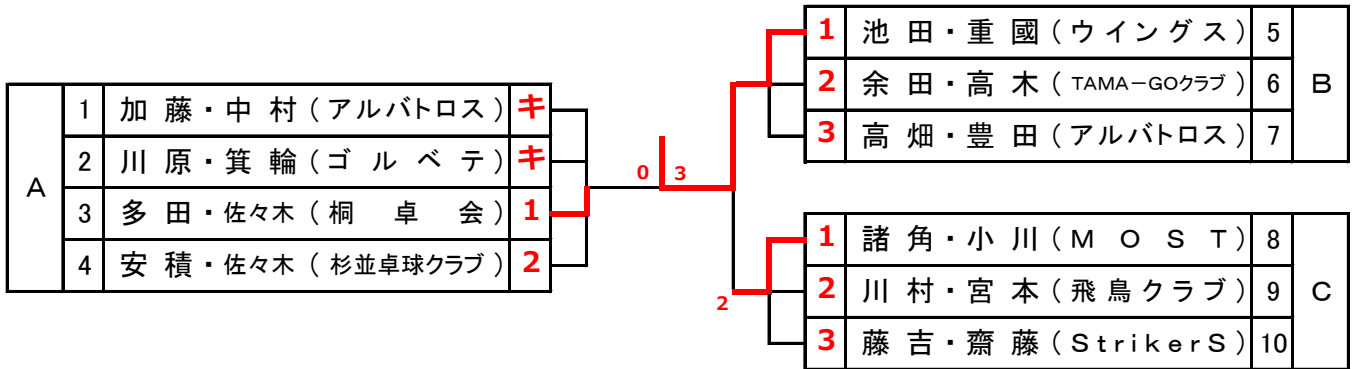 A
1 加藤・中村(アルバトロス) キ
2 川原・箕輪(ゴルベテ) キ
3 多田・佐々木(桐卓会) 1
4 安積・佐々木(杉並卓球クラブ) 2
0 3
2
1 池田・重國(ウイングス) 5
2 余田・高木(TAMA-GOクラブ) 6
3 高畑・豊田(アルバトロス) 7
B
1 諸角・小川(MOST) 8
2 川村・宮本(飛鳥クラブ) 9
3 藤吉・齋藤(StrikerS) 10
C